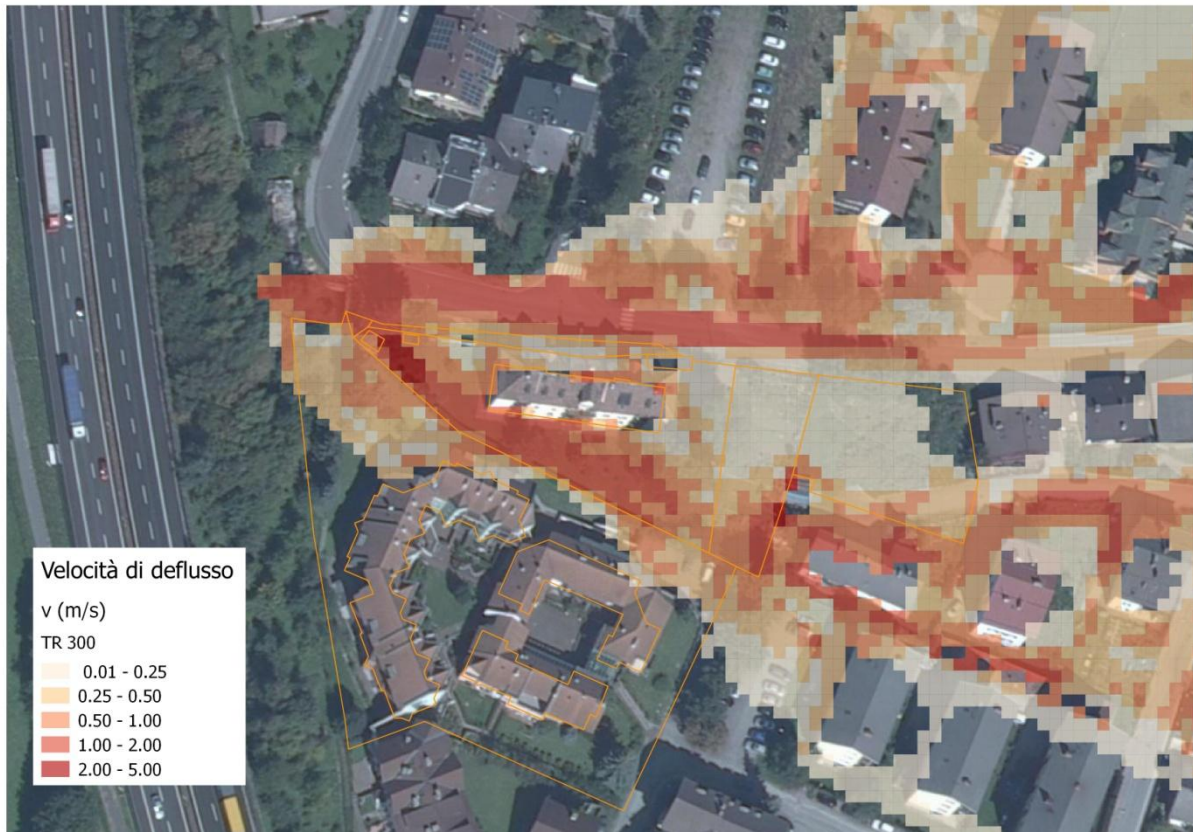 Velocità di deflusso
v (m/s)
TR 300
0.01 - 0.25
0.25 - 0.50
0.50 - 1.00
1.00 - 2.00
2.00 - 5.00